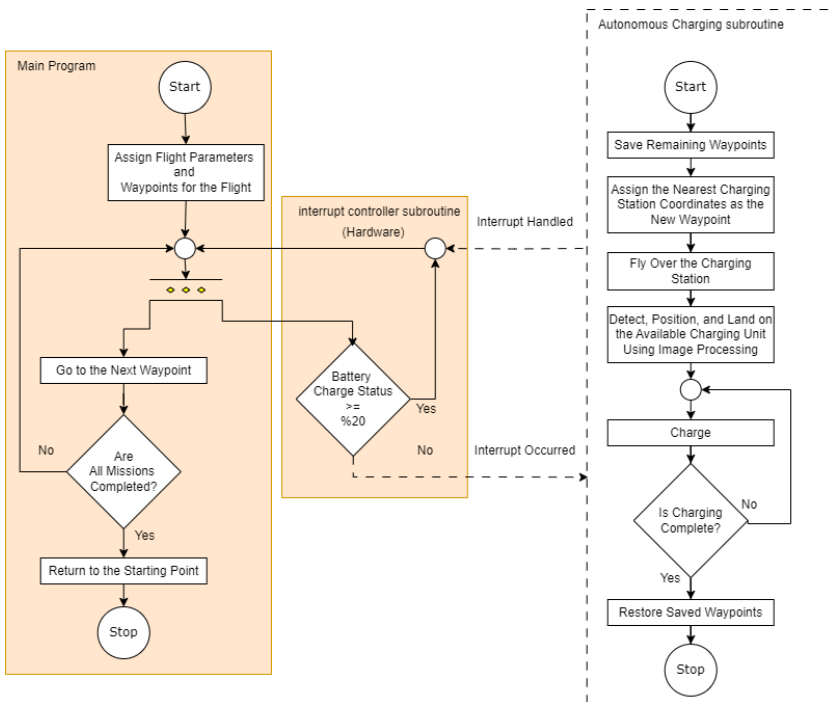 Main Program
Start
Assign Flight Parameters
and
Waypoints for the Flight
Go to the Next Waypoint
Are
All Missions
Completed?
No
Yes
Return to the Starting Point
Stop
interrupt controller subroutine
(Hardware)
Battery
Charge Status
>=
%20
Yes
No
Interrupt Handled
Interrupt Occurred
Autonomous Charging subroutine
Start
Save Remaining Waypoints
Assign the Nearest Charging
Station Coordinates as the
New Waypoint
Fly Over the Charging
Station
Detect, Position, and Land on
the Available Charging Unit
Using Image Processing
Charge
Is Charging
Complete?
No
Yes
Restore Saved Waypoints
Stop